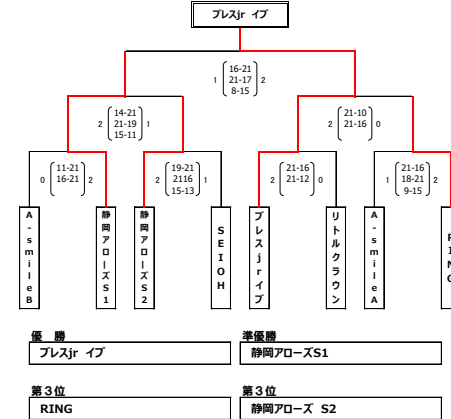 ブレスjr イブ
16-21
1 21-17 2
8-15
14-21
2 21-19 1
15-11
21-10
2 21-16 0
11-21
0 16-21 2
19-21
2 2116 1
15-13
21-16
2 21-12 0
21-16
1 18-21 2
9-15
A-smileB
静岡アローズS1
静岡アローズS2
SEIOH
ブレスjrイブ
リトルクラウン
A-smileA
RING
優 勝
ブレスjr イブ
準優勝
静岡アローズS1
第3位
RING
第3位
静岡アローズ S2